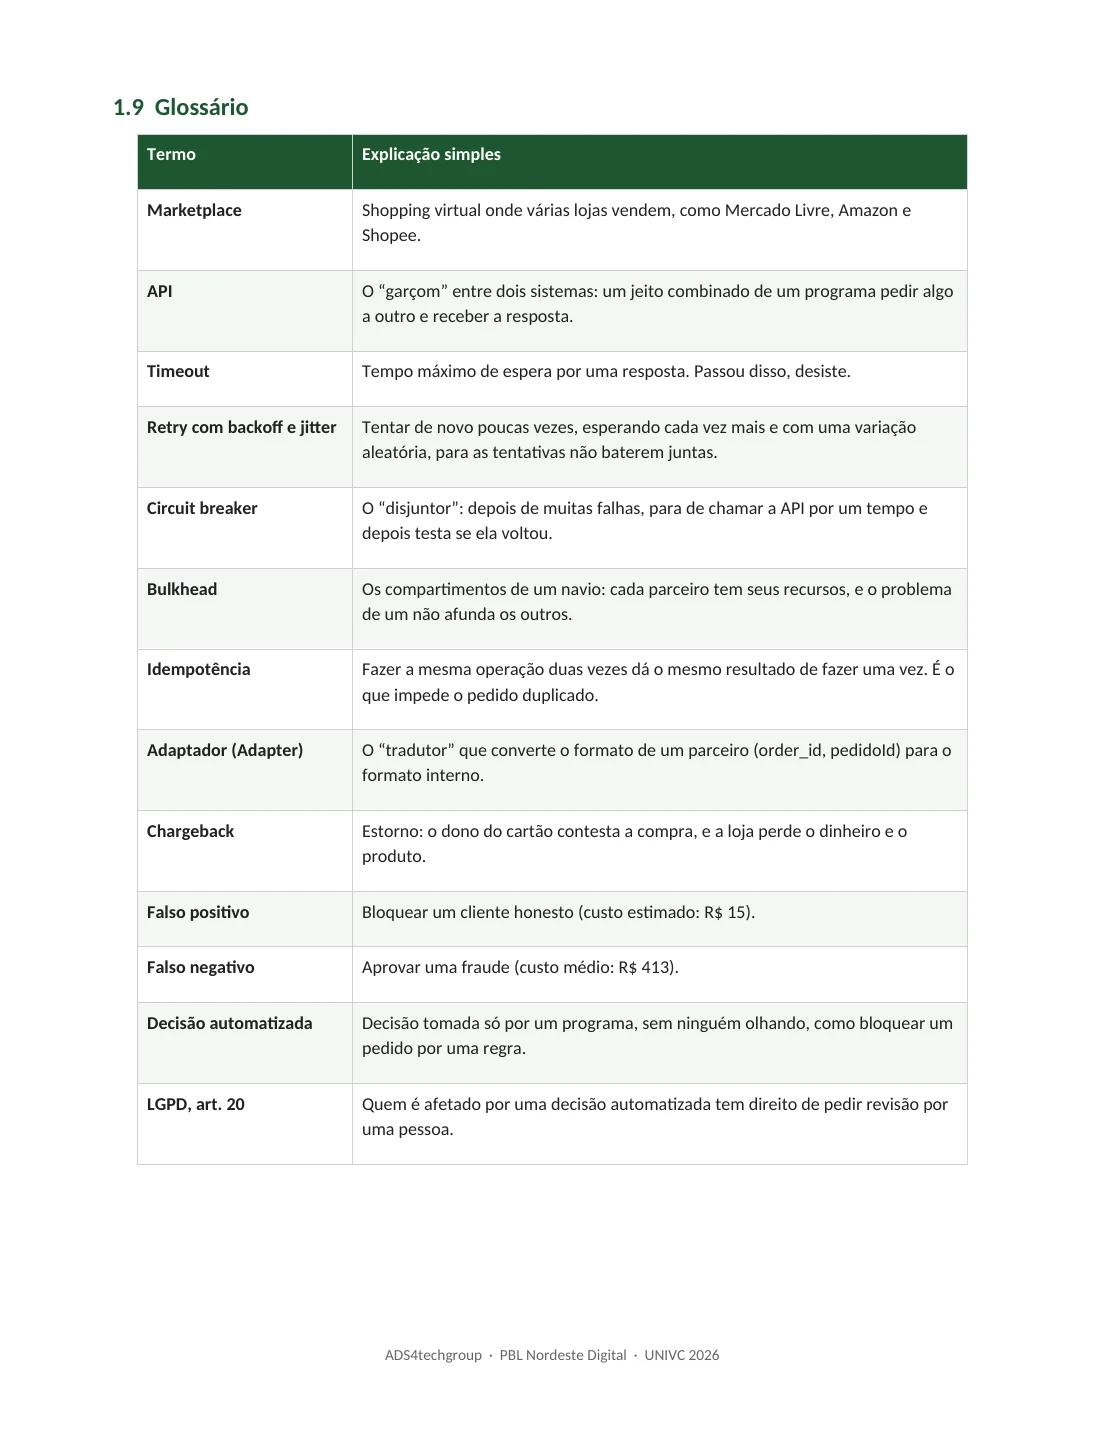 1.9 Glossário
Termo
Explicação simples
Marketplace
Shopping virtual onde várias lojas vendem, como Mercado Livre, Amazon e
Shopee.
API
O “garçom” entre dois sistemas: um jeito combinado de um programa pedir algo
a outro e receber a resposta.
Timeout
Tempo máximo de espera por uma resposta. Passou disso, desiste.
Retry com backoff e jitter
Tentar de novo poucas vezes, esperando cada vez mais e com uma variação
aleatória, para as tentativas não baterem juntas.
Circuit breaker
O “disjuntor”: depois de muitas falhas, para de chamar a API por um tempo e
depois testa se ela voltou.
Bulkhead
Os compartimentos de um navio: cada parceiro tem seus recursos, e o problema
de um não afunda os outros.
Idempotência
Fazer a mesma operação duas vezes dá o mesmo resultado de fazer uma vez. É o
que impede o pedido duplicado.
Adaptador (Adapter)
O “tradutor” que converte o formato de um parceiro (order_id, pedidoId) para o
formato interno.
Chargeback
Estorno: o dono do cartão contesta a compra, e a loja perde o dinheiro e o
produto.
Falso positivo
Bloquear um cliente honesto (custo estimado: R$ 15).
Falso negativo
Aprovar uma fraude (custo médio: R$ 413).
Decisão automatizada
Decisão tomada só por um programa, sem ninguém olhando, como bloquear um
pedido por uma regra.
LGPD, art. 20
Quem é afetado por uma decisão automatizada tem direito de pedir revisão por
uma pessoa.
ADS4techgroup · PBL Nordeste Digital · UNIVC 2026